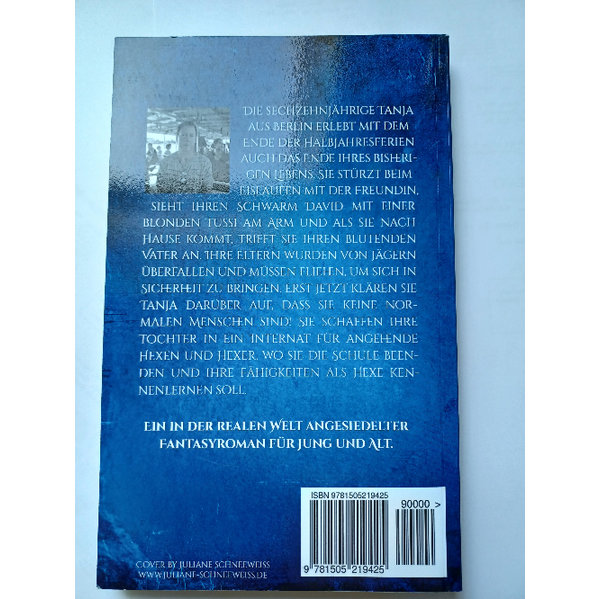 Die sechzehnjährige Tanja
aus Berlin erlebt mit dem
Ende der Halbjahresferien
auch das Ende ihres bisheri-
gen Lebens. Sie stürzt beim
Eislaufen mit der Freundin,
sieht ihren Schwarm David mit einer
blonden Tussi am Arm und als sie nach
Hause kommt, trifft sie ihren blutenden
Vater an. Ihre Eltern wurden von Jägern
überfallen und müssen fliehen, um sich in
Sicherheit zu bringen. Erst jetzt klären sie
Tanja darüber auf, dass sie keine nor-
malen Menschen sind! Sie schaffen ihre
Tochter in ein Internat für angehende
Hexen und Hexer, wo sie die Schule been-
den und ihre Fähigkeiten als Hexe ken-
nenlernen soll.
Ein in der realen Welt angesiedelter
Fantasyroman für Jung und Alt.
ISBN 9781505219425
90000 >
9 781505 219425
Cover by Juliane Schneeweiss
www.juliane-schneeweiss.de